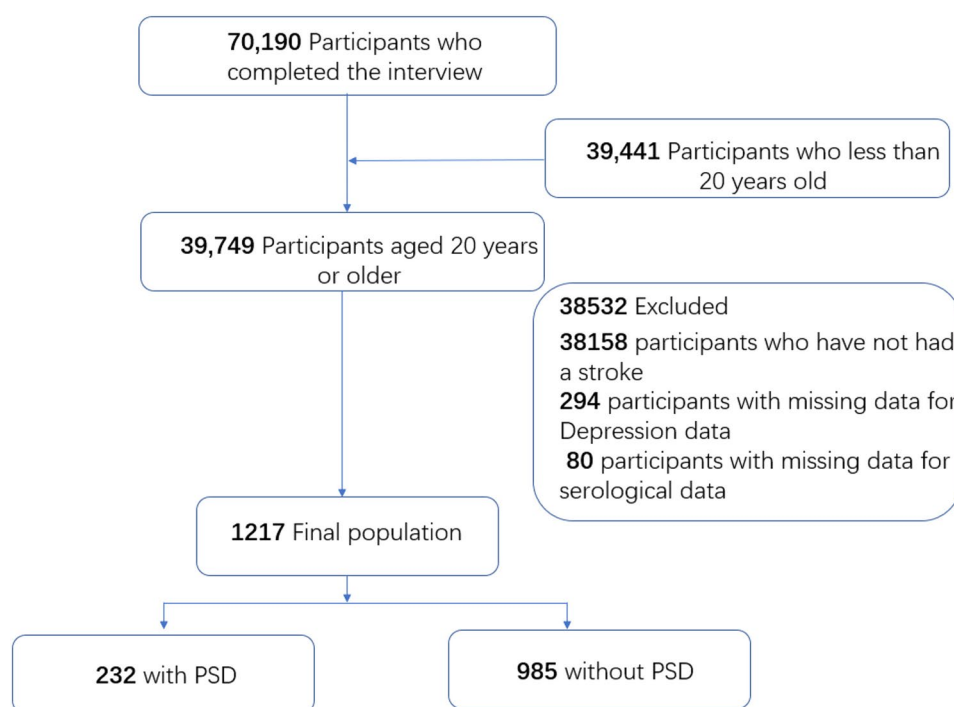 70,190 Participants who
completed the interview
39,441 Participants who less than
20 years old
39,749 Participants aged 20 years
or older
38532 Excluded
38158 participants who have not had
a stroke
294 participants with missing data for
Depression data
80 participants with missing data for
serological data
1217 Final population
232 with PSD
985 without PSD